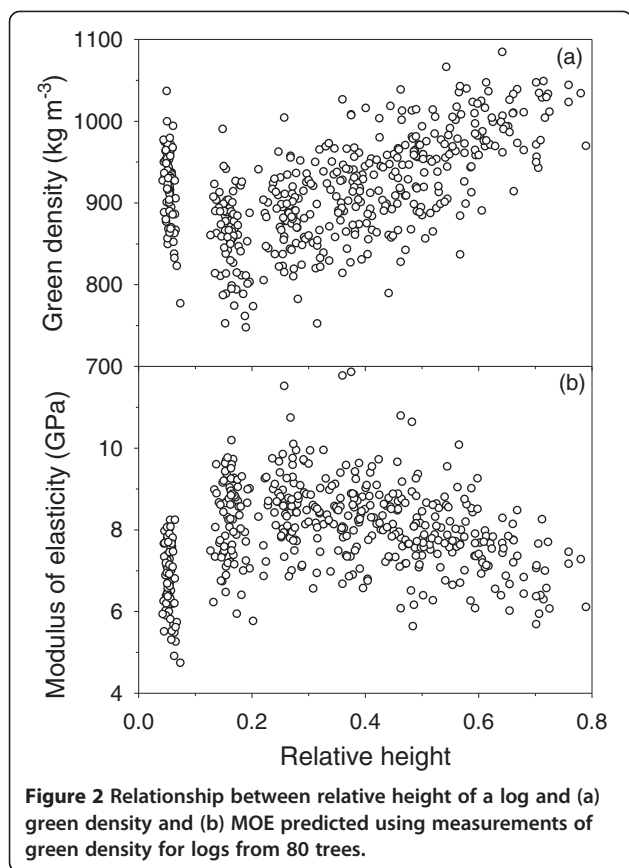 1100
(a)
1000
900
800
700
Green density (kg m⁻³)
(b)
10
8
6
4
Modulus of elasticity (GPa)
0.0 0.2 0.4 0.6 0.8
Relative height
Figure 2 Relationship between relative height of a log and (a)
green density and (b) MOE predicted using measurements of
green density for logs from 80 trees.